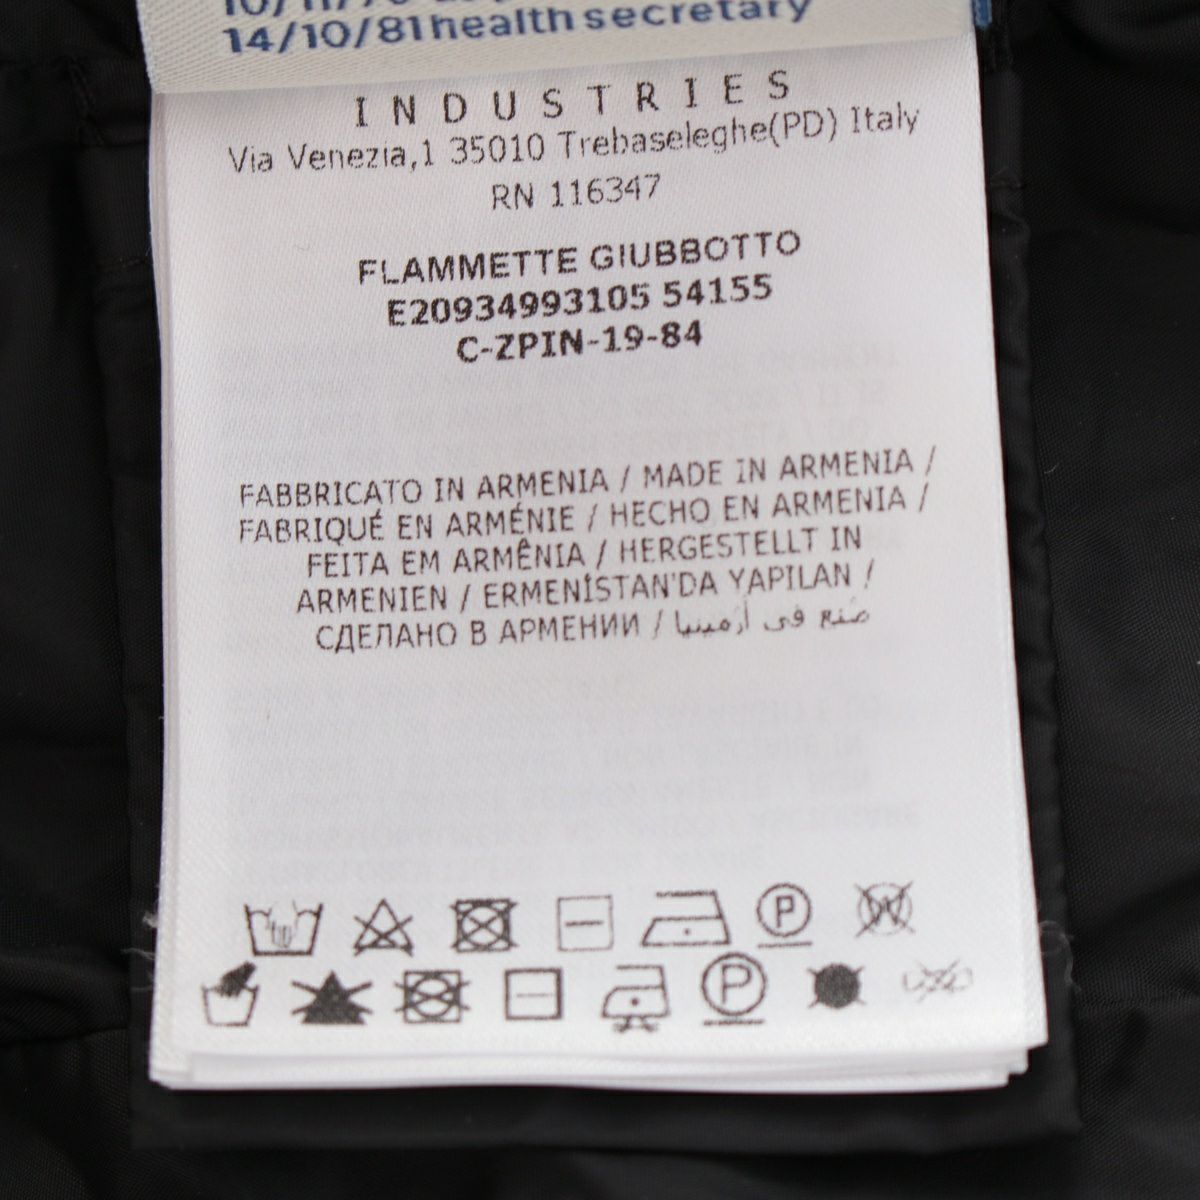 14/10/81 health secretary
INDUSTRIES
Via Venezia,1 35010 Trebaseleghe(PD) Italy
RN 116347
FLAMMETTE GIUBBOTTO
E20934993105 54155
C-ZPIN-19-84
FABBRICATO IN ARMENIA / MADE IN ARMENIA /
FABRIQUÉ EN ARMÉNIE / HECHO EN ARMENIA /
FEITA EM ARMÊNIA / HERGESTELLT IN
ARMENIEN / ERMENİSTAN'DA YAPILAN /
СДЕЛАНО В АРМЕНИИ / صنع في أرمينيا
P W
P